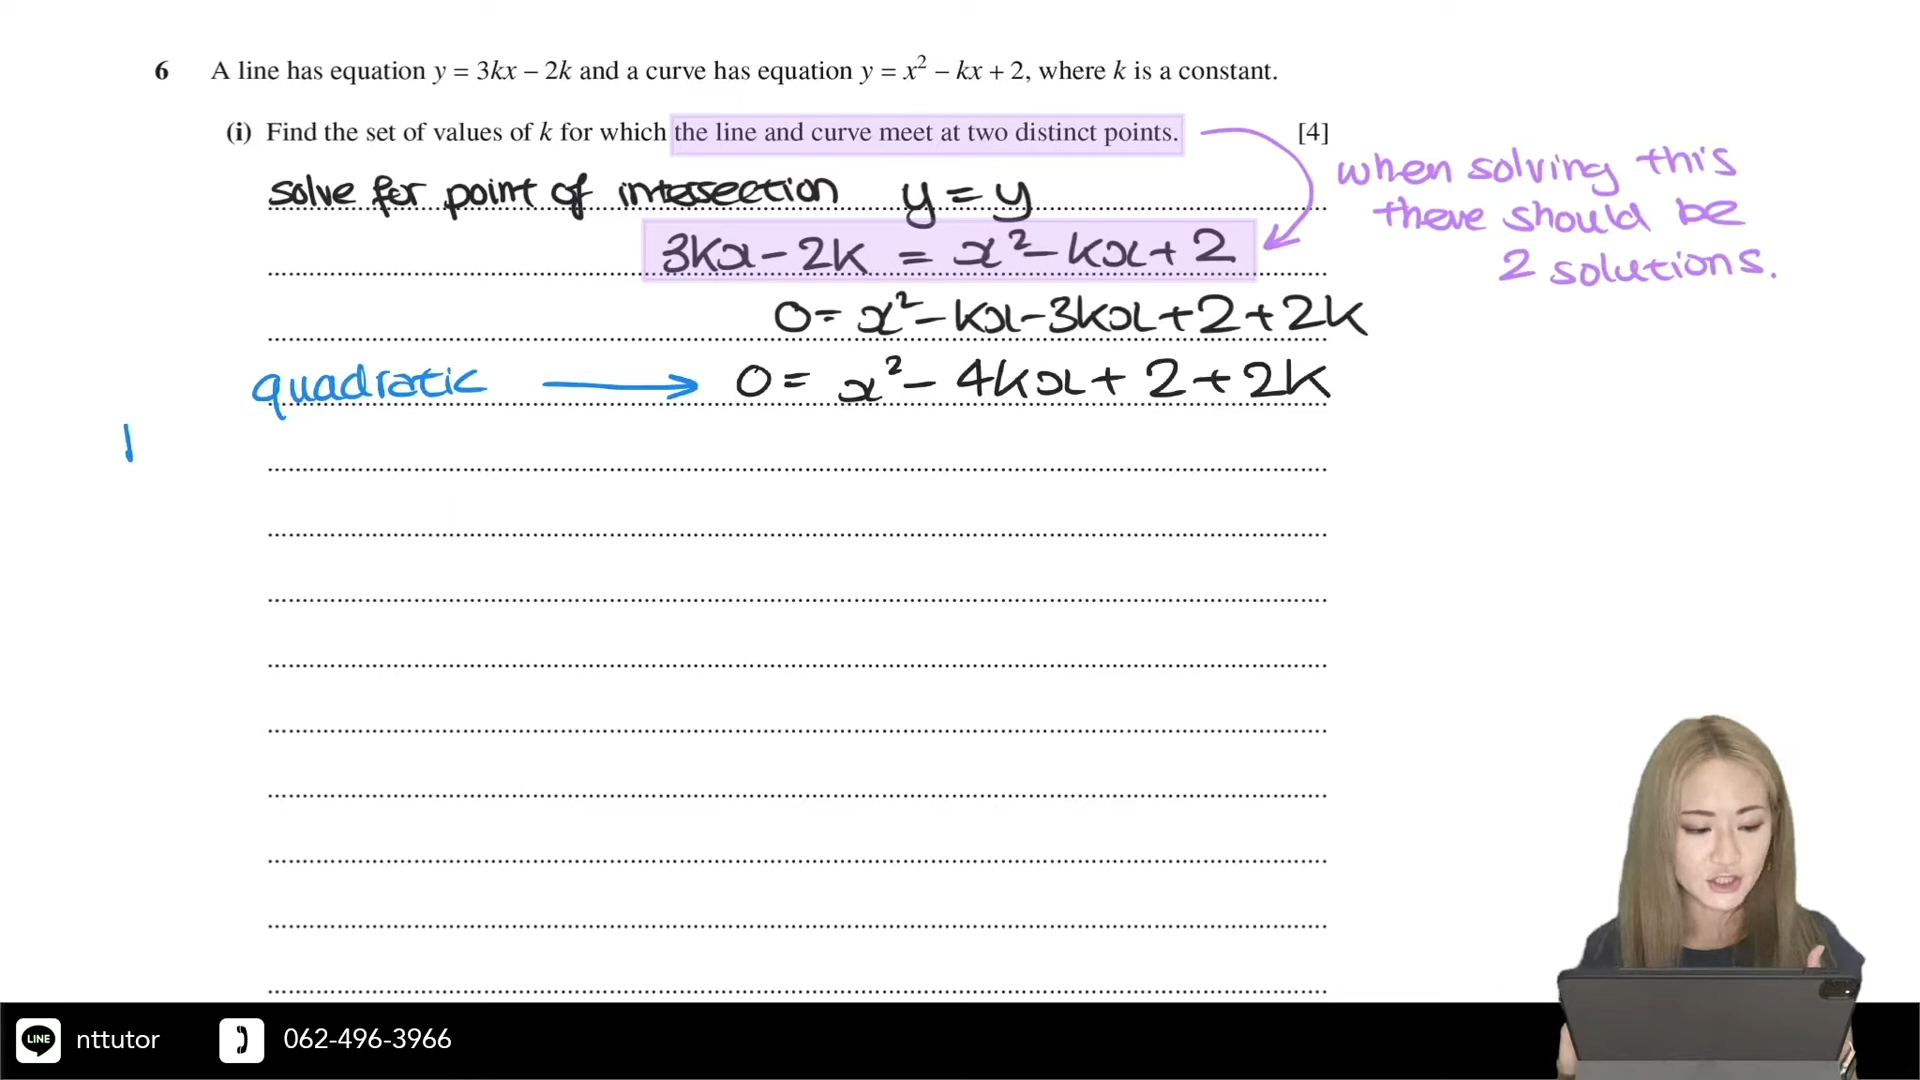 6 A line has equation y = 3kx − 2k and a curve has equation y = x² − kx + 2, where k is a constant.
(i) Find the set of values of k for which the line and curve meet at two distinct points. [4]
solve for point of intersection y = y
when solving this
there should be
2 solutions.
3kx − 2k = x² − kx + 2
0 = x² − kx − 3kx + 2 + 2k
quadratic → 0 = x² − 4kx + 2 + 2k
LINE nttutor 062-496-3966